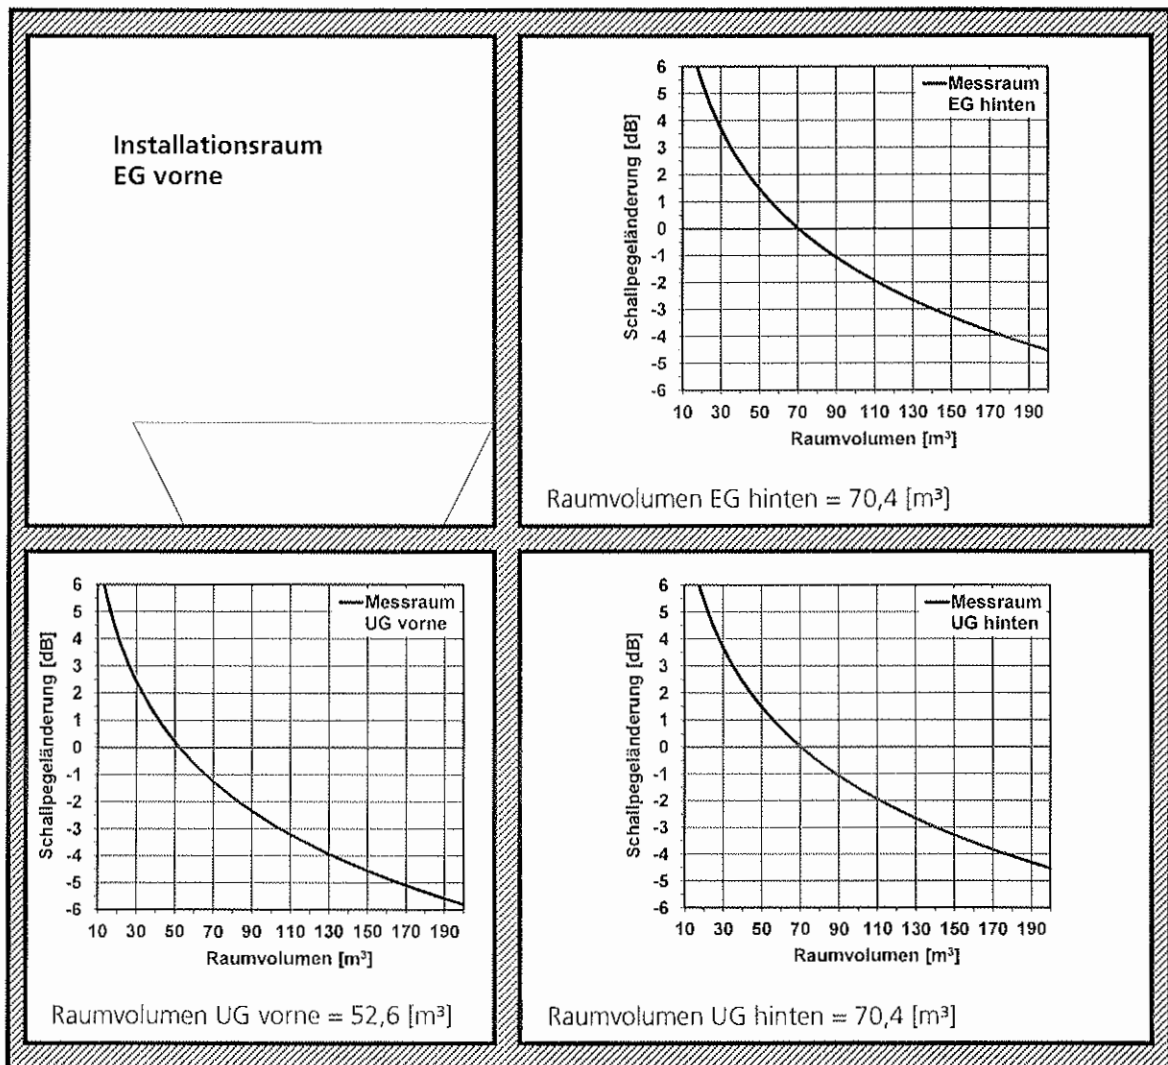 Installationsraum
EG vorne
Messraum
EG hinten
Schallpegeländerung [dB]
6
5
4
3
2
1
0
-1
-2
-3
-4
-5
-6
10 30 50 70 90 110 130 150 170 190
Raumvolumen [m³]
Raumvolumen EG hinten = 70,4 [m³]
Messraum
UG vorne
Schallpegeländerung [dB]
6
5
4
3
2
1
0
-1
-2
-3
-4
-5
-6
10 30 50 70 90 110 130 150 170 190
Raumvolumen [m³]
Raumvolumen UG vorne = 52,6 [m³]
Messraum
UG hinten
Schallpegeländerung [dB]
6
5
4
3
2
1
0
-1
-2
-3
-4
-5
-6
10 30 50 70 90 110 130 150 170 190
Raumvolumen [m³]
Raumvolumen UG hinten = 70,4 [m³]